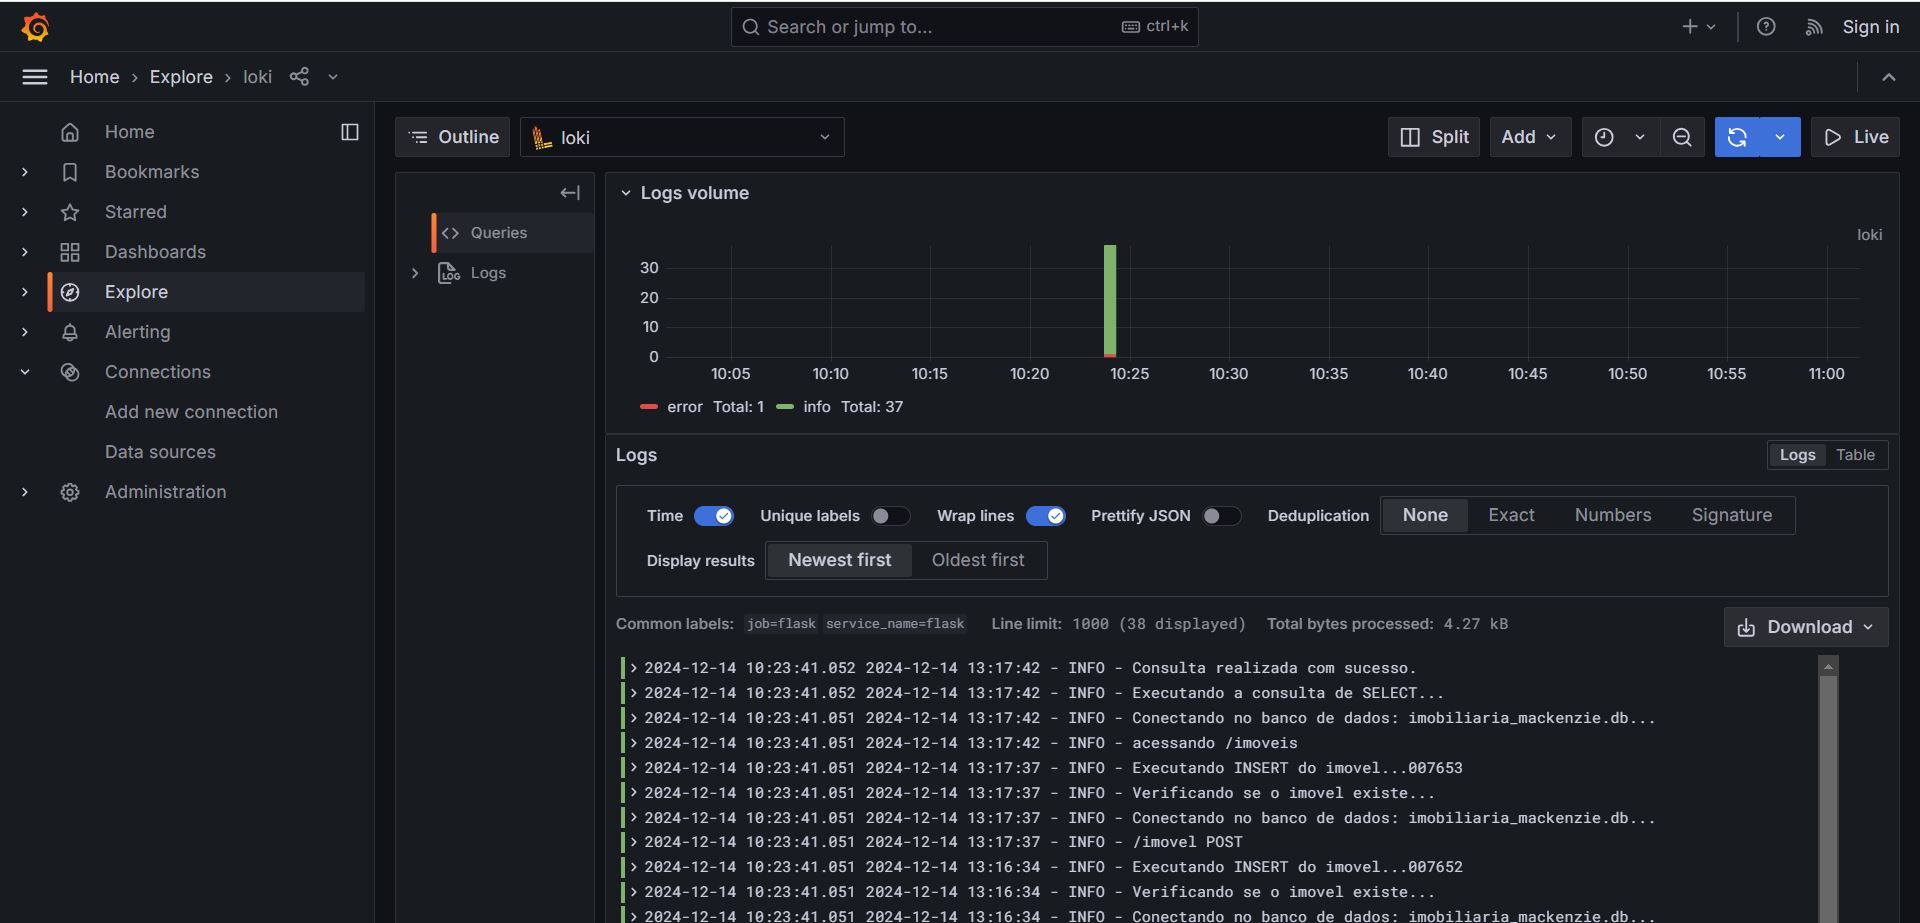 Search or jump to... ctrl+k Sign in
Home › Explore › loki
Home
Bookmarks
Starred
Dashboards
Explore
Alerting
Connections
Add new connection
Data sources
Administration
Outline loki Split Add Live
Queries
Logs
Logs volume
loki
30
20
10
0
10:05 10:10 10:15 10:20 10:25 10:30 10:35 10:40 10:45 10:50 10:55 11:00
error Total: 1 info Total: 37
Logs Logs Table
Time Unique labels Wrap lines Prettify JSON Deduplication None Exact Numbers Signature
Display results Newest first Oldest first
Common labels: job=flask service_name=flask Line limit: 1000 (38 displayed) Total bytes processed: 4.27 kB Download
2024-12-14 10:23:41.052 2024-12-14 13:17:42 - INFO - Consulta realizada com sucesso.
2024-12-14 10:23:41.052 2024-12-14 13:17:42 - INFO - Executando a consulta de SELECT...
2024-12-14 10:23:41.051 2024-12-14 13:17:42 - INFO - Conectando no banco de dados: imobiliaria_mackenzie.db...
2024-12-14 10:23:41.051 2024-12-14 13:17:42 - INFO - acessando /imoveis
2024-12-14 10:23:41.051 2024-12-14 13:17:37 - INFO - Executando INSERT do imovel...007653
2024-12-14 10:23:41.051 2024-12-14 13:17:37 - INFO - Verificando se o imovel existe...
2024-12-14 10:23:41.051 2024-12-14 13:17:37 - INFO - Conectando no banco de dados: imobiliaria_mackenzie.db...
2024-12-14 10:23:41.051 2024-12-14 13:17:37 - INFO - /imovel POST
2024-12-14 10:23:41.051 2024-12-14 13:16:34 - INFO - Executando INSERT do imovel...007652
2024-12-14 10:23:41.051 2024-12-14 13:16:34 - INFO - Verificando se o imovel existe...
2024-12-14 10:23:41.051 2024-12-14 13:16:34 - INFO - Conectando no banco de dados: imobiliaria_mackenzie.db...